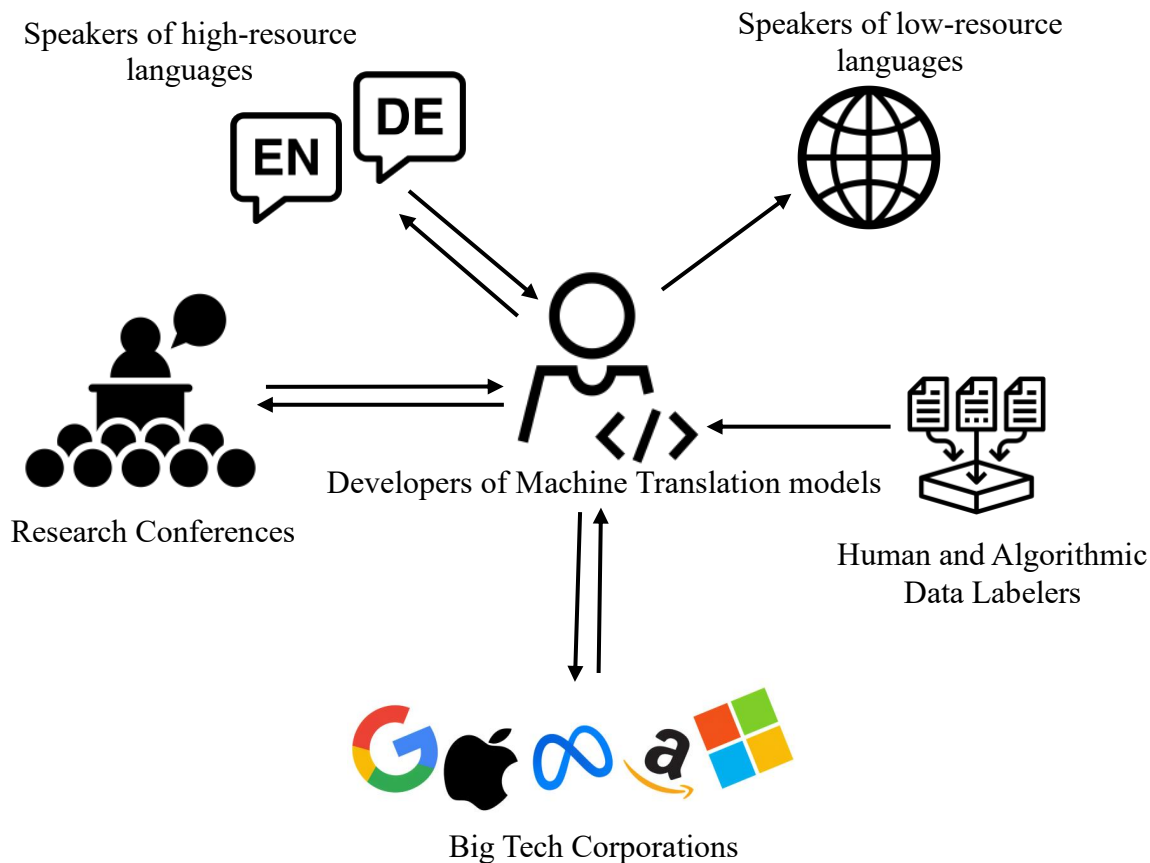 Speakers of high-resource
languages
Speakers of low-resource
languages
EN
DE
Developers of Machine Translation models
Research Conferences
Human and Algorithmic
Data Labelers
a
Big Tech Corporations